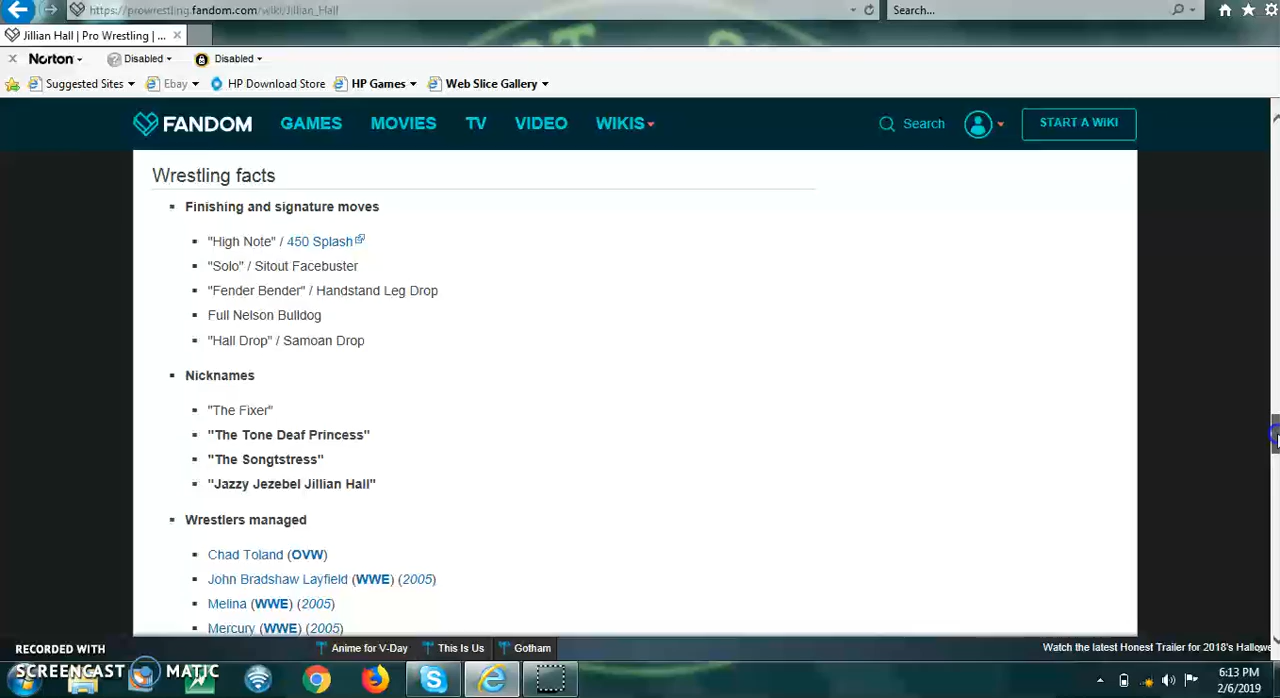 https://prowrestling.fandom.com/wiki/Jillian_Hall
Search...
Jillian Hall | Pro Wrestling | ...
Norton
Disabled
Disabled
Suggested Sites
Ebay
HP Download Store
HP Games
Web Slice Gallery
FANDOM
GAMES
MOVIES
TV
VIDEO
WIKIS
Search
START A WIKI
Wrestling facts
Finishing and signature moves
"High Note" / 450 Splash
"Solo" / Sitout Facebuster
"Fender Bender" / Handstand Leg Drop
Full Nelson Bulldog
"Hall Drop" / Samoan Drop
Nicknames
"The Fixer"
"The Tone Deaf Princess"
"The Songtstress"
"Jazzy Jezebel Jillian Hall"
Wrestlers managed
Chad Toland (OVW)
John Bradshaw Layfield (WWE) (2005)
Melina (WWE) (2005)
Mercury (WWE) (2005)
RECORDED WITH
Anime for V-Day
This Is Us
Gotham
Watch the latest Honest Trailer for 2018's Hallowe
SCREENCAST MATIC
6:13 PM
2/6/2019